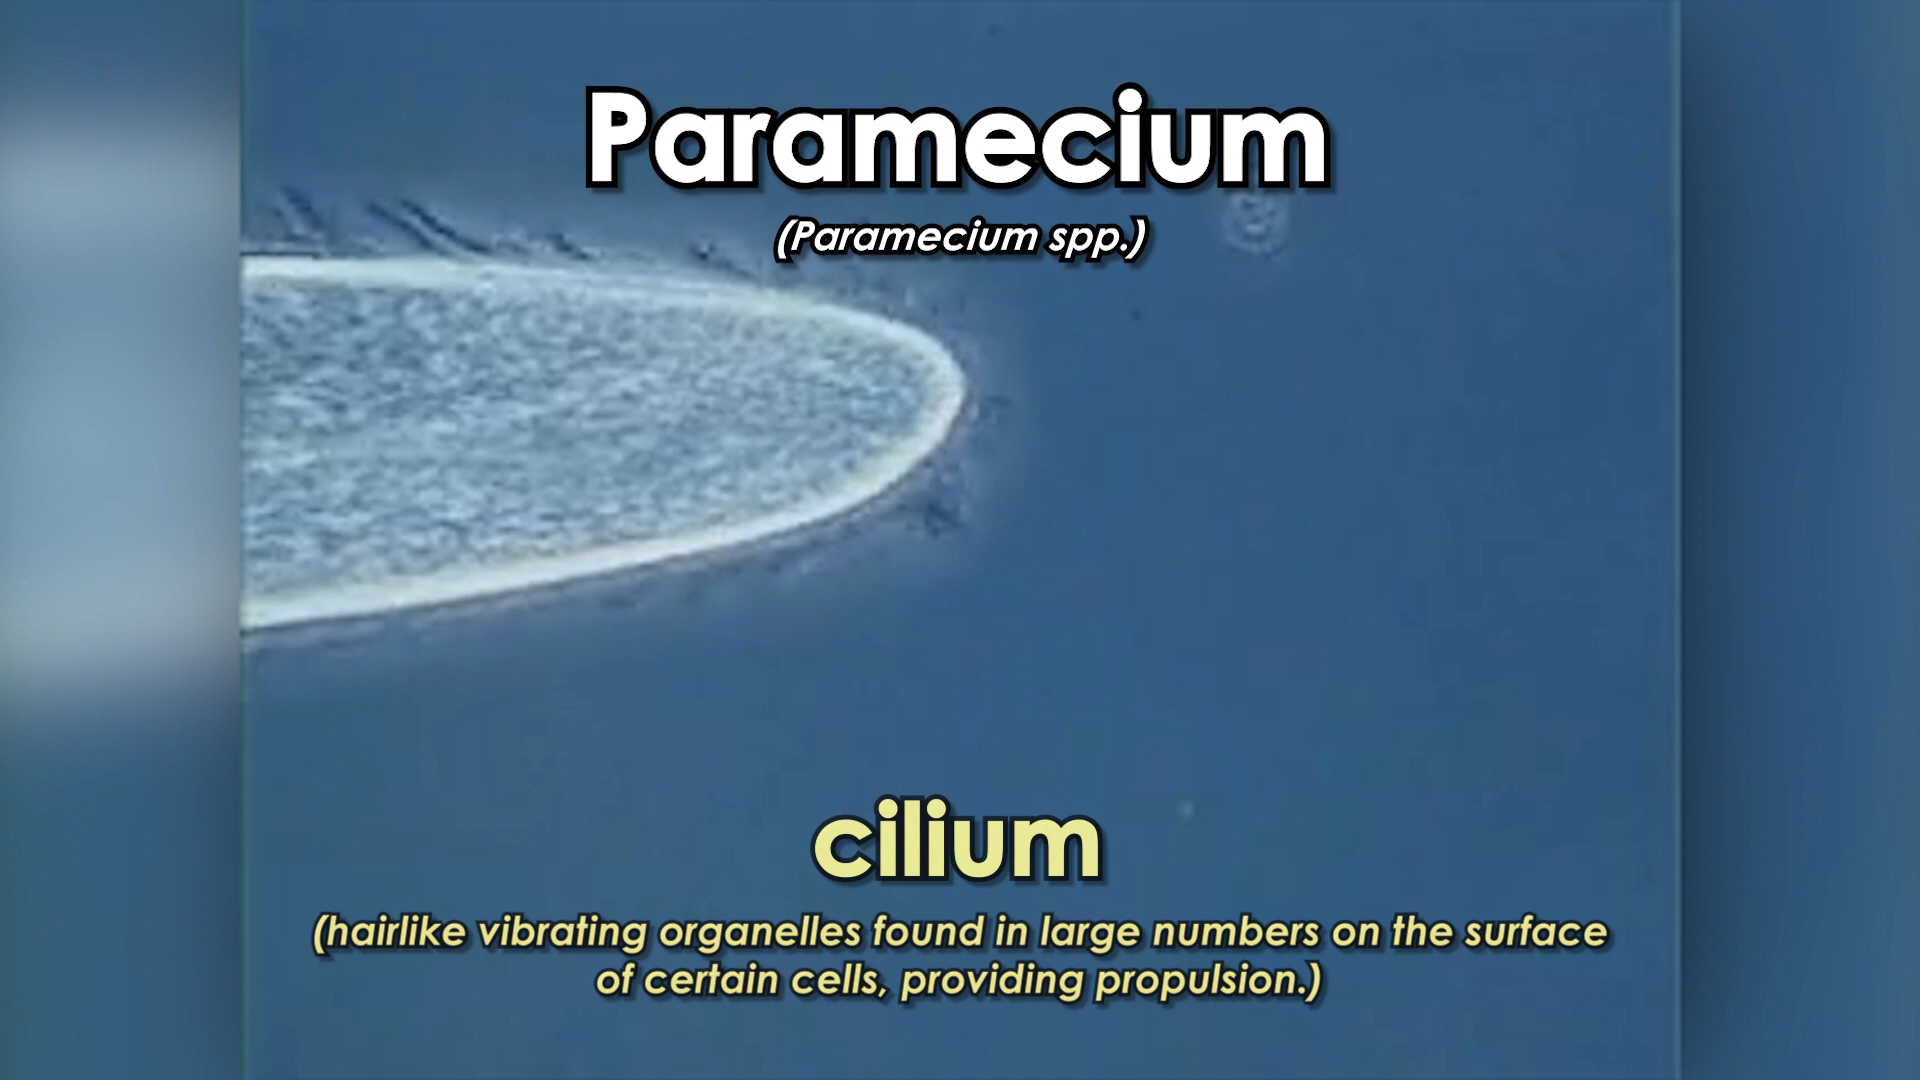 Paramecium
(Paramecium spp.)
cilium
(hairlike vibrating organelles found in large numbers on the surface
of certain cells, providing propulsion.)